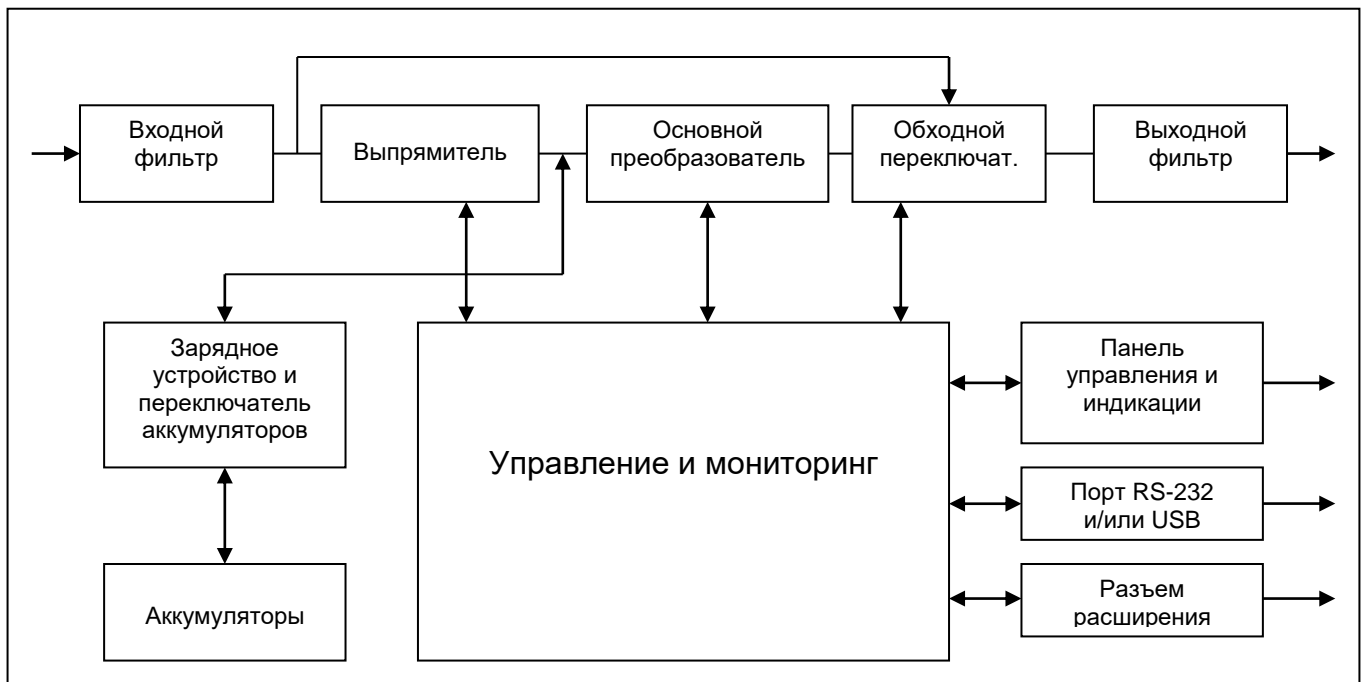 Входной
фильтр
Выпрямитель
Основной
преобразователь
Обходной
переключат.
Выходной
фильтр
Зарядное
устройство и
переключатель
аккумуляторов
Управление и мониторинг
Панель
управления и
индикации
Порт RS-232
и/или USB
Разъем
расширения
Аккумуляторы